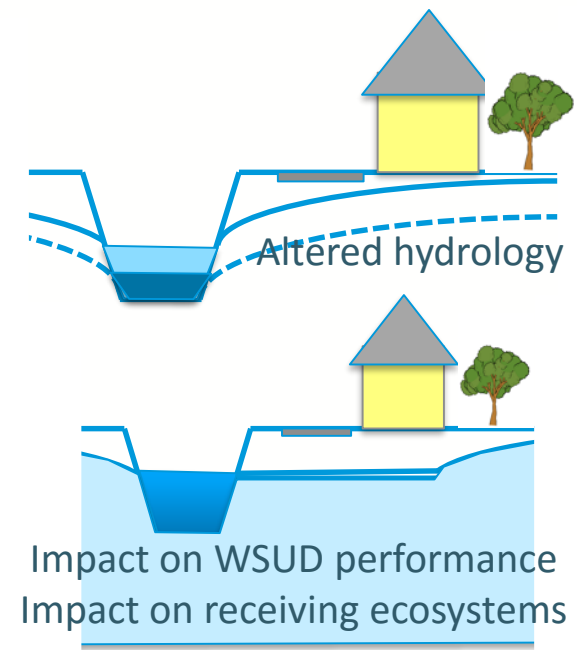 Altered hydrology
Impact on WSUD performance
Impact on receiving ecosystems